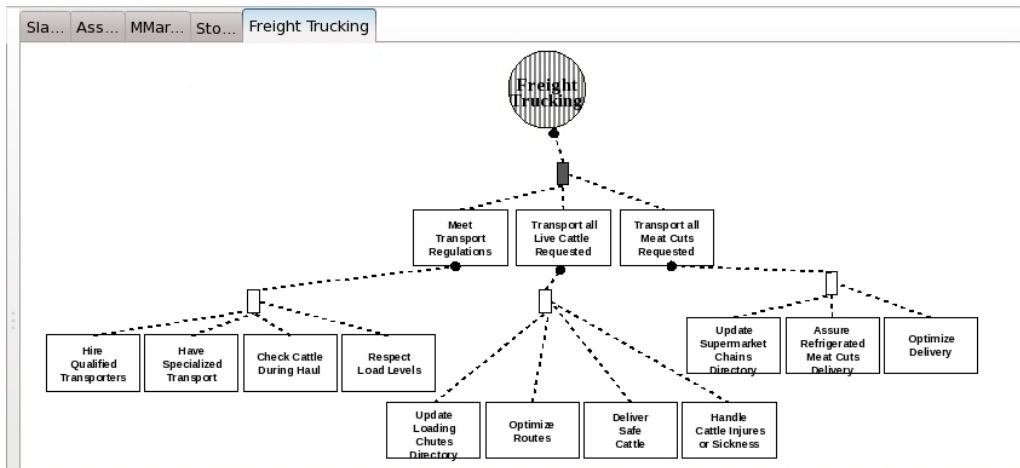 Sla... Ass... MMar... Sto... Freight Trucking
Freight
Trucking
Meet
Transport
Regulations
Transport all
Live Cattle
Requested
Transport all
Meat Cuts
Requested
Hire
Qualified
Transporters
Have
Specialized
Transport
Check Cattle
During Haul
Respect
Load Levels
Update
Loading
Chutes
Directory
Optimize
Routes
Deliver
Safe
Cattle
Handle
Cattle Injures
or Sickness
Update
Supermarket
Chains
Directory
Assure
Refrigerated
Meat Cuts
Delivery
Optimize
Delivery